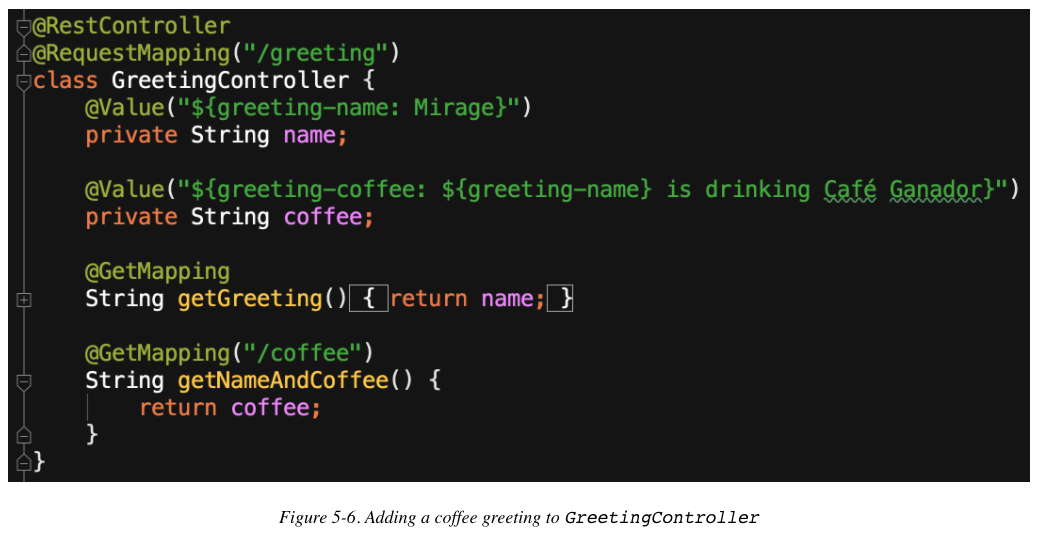 @RestController
@RequestMapping("/greeting")
class GreetingController {
    @Value("${greeting-name: Mirage}")
    private String name;

    @Value("${greeting-coffee: ${greeting-name} is drinking Café Ganador}")
    private String coffee;

    @GetMapping
    String getGreeting() { return name; }

    @GetMapping("/coffee")
    String getNameAndCoffee() {
        return coffee;
    }
}
Figure 5-6. Adding a coffee greeting to GreetingController